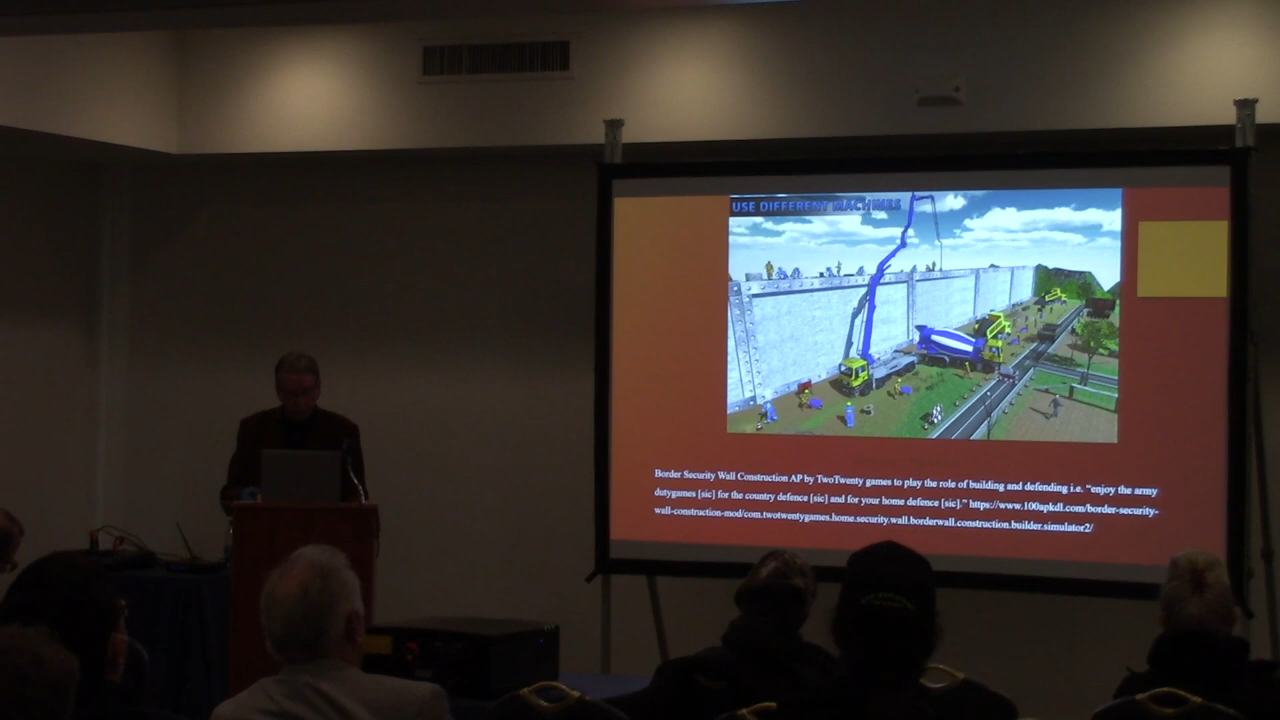 USE DIFFERENT MACHINES
Border Security Wall Construction AP by TwoTwenty games to play the role of building and defending i.e. “enjoy the army
dutygames [sic] for the country defence [sic] and for your home defence [sic].” https://www.100apkdl.com/border-security-
wall-construction-mod/com.twotwentygames.home.security.wall.borderwall.construction.builder.simulator2/